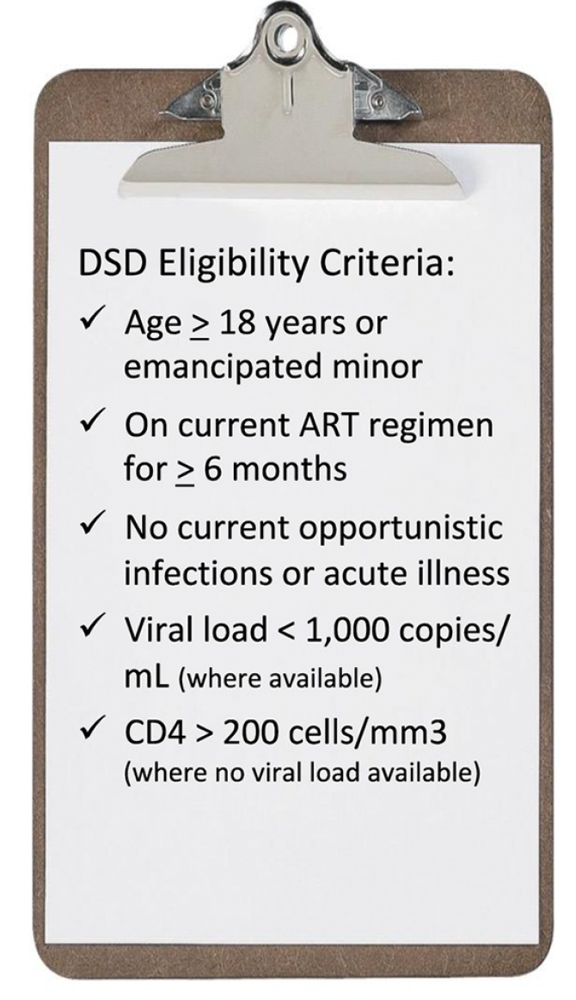 DSD Eligibility Criteria:
✓ Age ≥ 18 years or
emancipated minor
✓ On current ART regimen
for ≥ 6 months
✓ No current opportunistic
infections or acute illness
✓ Viral load < 1,000 copies/
mL (where available)
✓ CD4 > 200 cells/mm3
(where no viral load available)